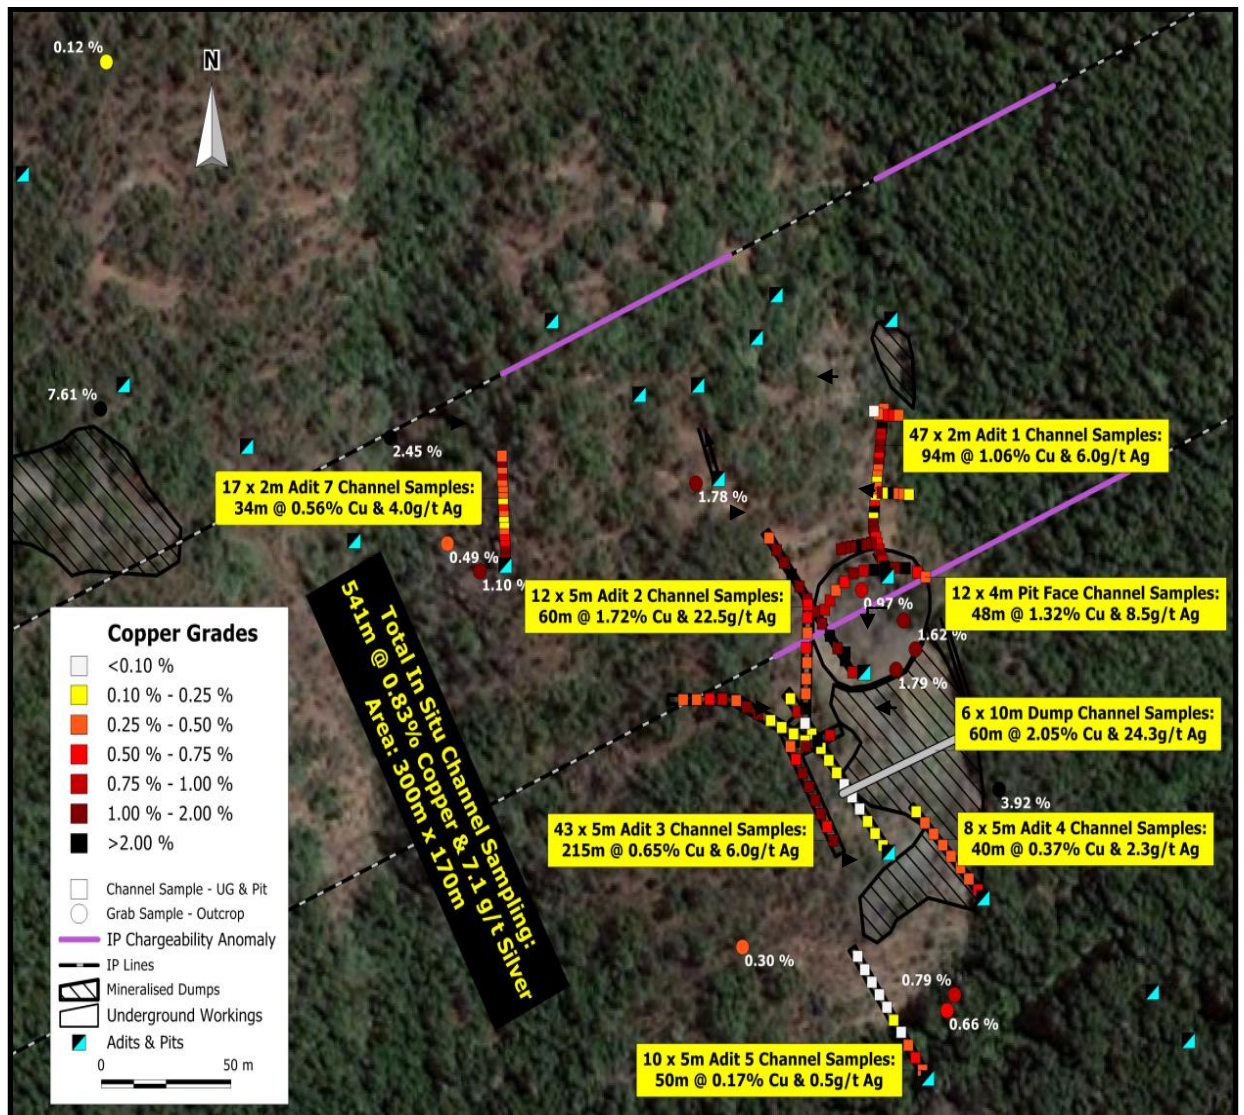 0.12 %
N
7.61 %
2.45 %
47 x 2m Adit 1 Channel Samples:
94m @ 1.06% Cu & 6.0g/t Ag
17 x 2m Adit 7 Channel Samples:
34m @ 0.56% Cu & 4.0g/t Ag
1.78 %
0.49 %
1.10 %
12 x 5m Adit 2 Channel Samples:
60m @ 1.72% Cu & 22.5g/t Ag
12 x 4m Pit Face Channel Samples:
48m @ 1.32% Cu & 8.5g/t Ag
0.97 %
1.62 %
1.79 %
Total In Situ Channel Sampling:
541m @ 0.83% Copper & 7.1 g/t Silver
Area: 300m x 170m
6 x 10m Dump Channel Samples:
60m @ 2.05% Cu & 24.3g/t Ag
3.92 %
43 x 5m Adit 3 Channel Samples:
215m @ 0.65% Cu & 6.0g/t Ag
8 x 5m Adit 4 Channel Samples:
40m @ 0.37% Cu & 2.3g/t Ag
0.30 %
0.79 %
0.66 %
10 x 5m Adit 5 Channel Samples:
50m @ 0.17% Cu & 0.5g/t Ag
Copper Grades
<0.10 %
0.10 % - 0.25 %
0.25 % - 0.50 %
0.50 % - 0.75 %
0.75 % - 1.00 %
1.00 % - 2.00 %
>2.00 %
Channel Sample - UG & Pit
Grab Sample - Outcrop
IP Chargeability Anomaly
IP Lines
Mineralised Dumps
Underground Workings
Adits & Pits
0 50 m